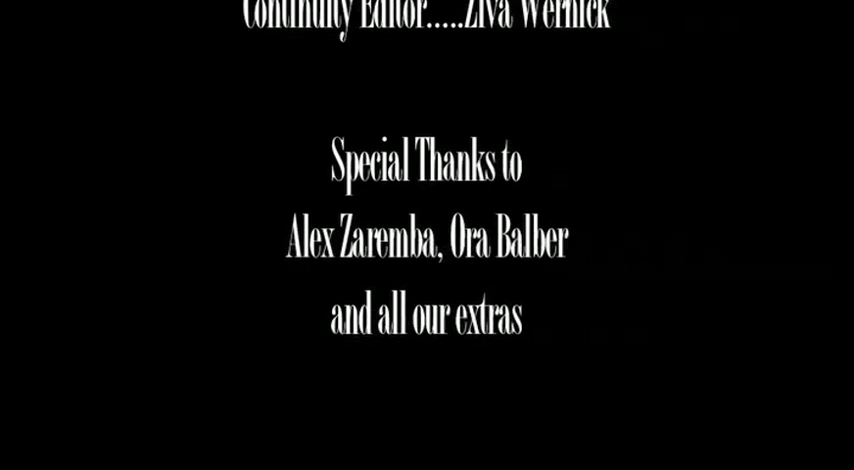 Continuity Editor.....Ziva Wernick
Special Thanks to
Alex Zaremba, Ora Balber
and all our extras